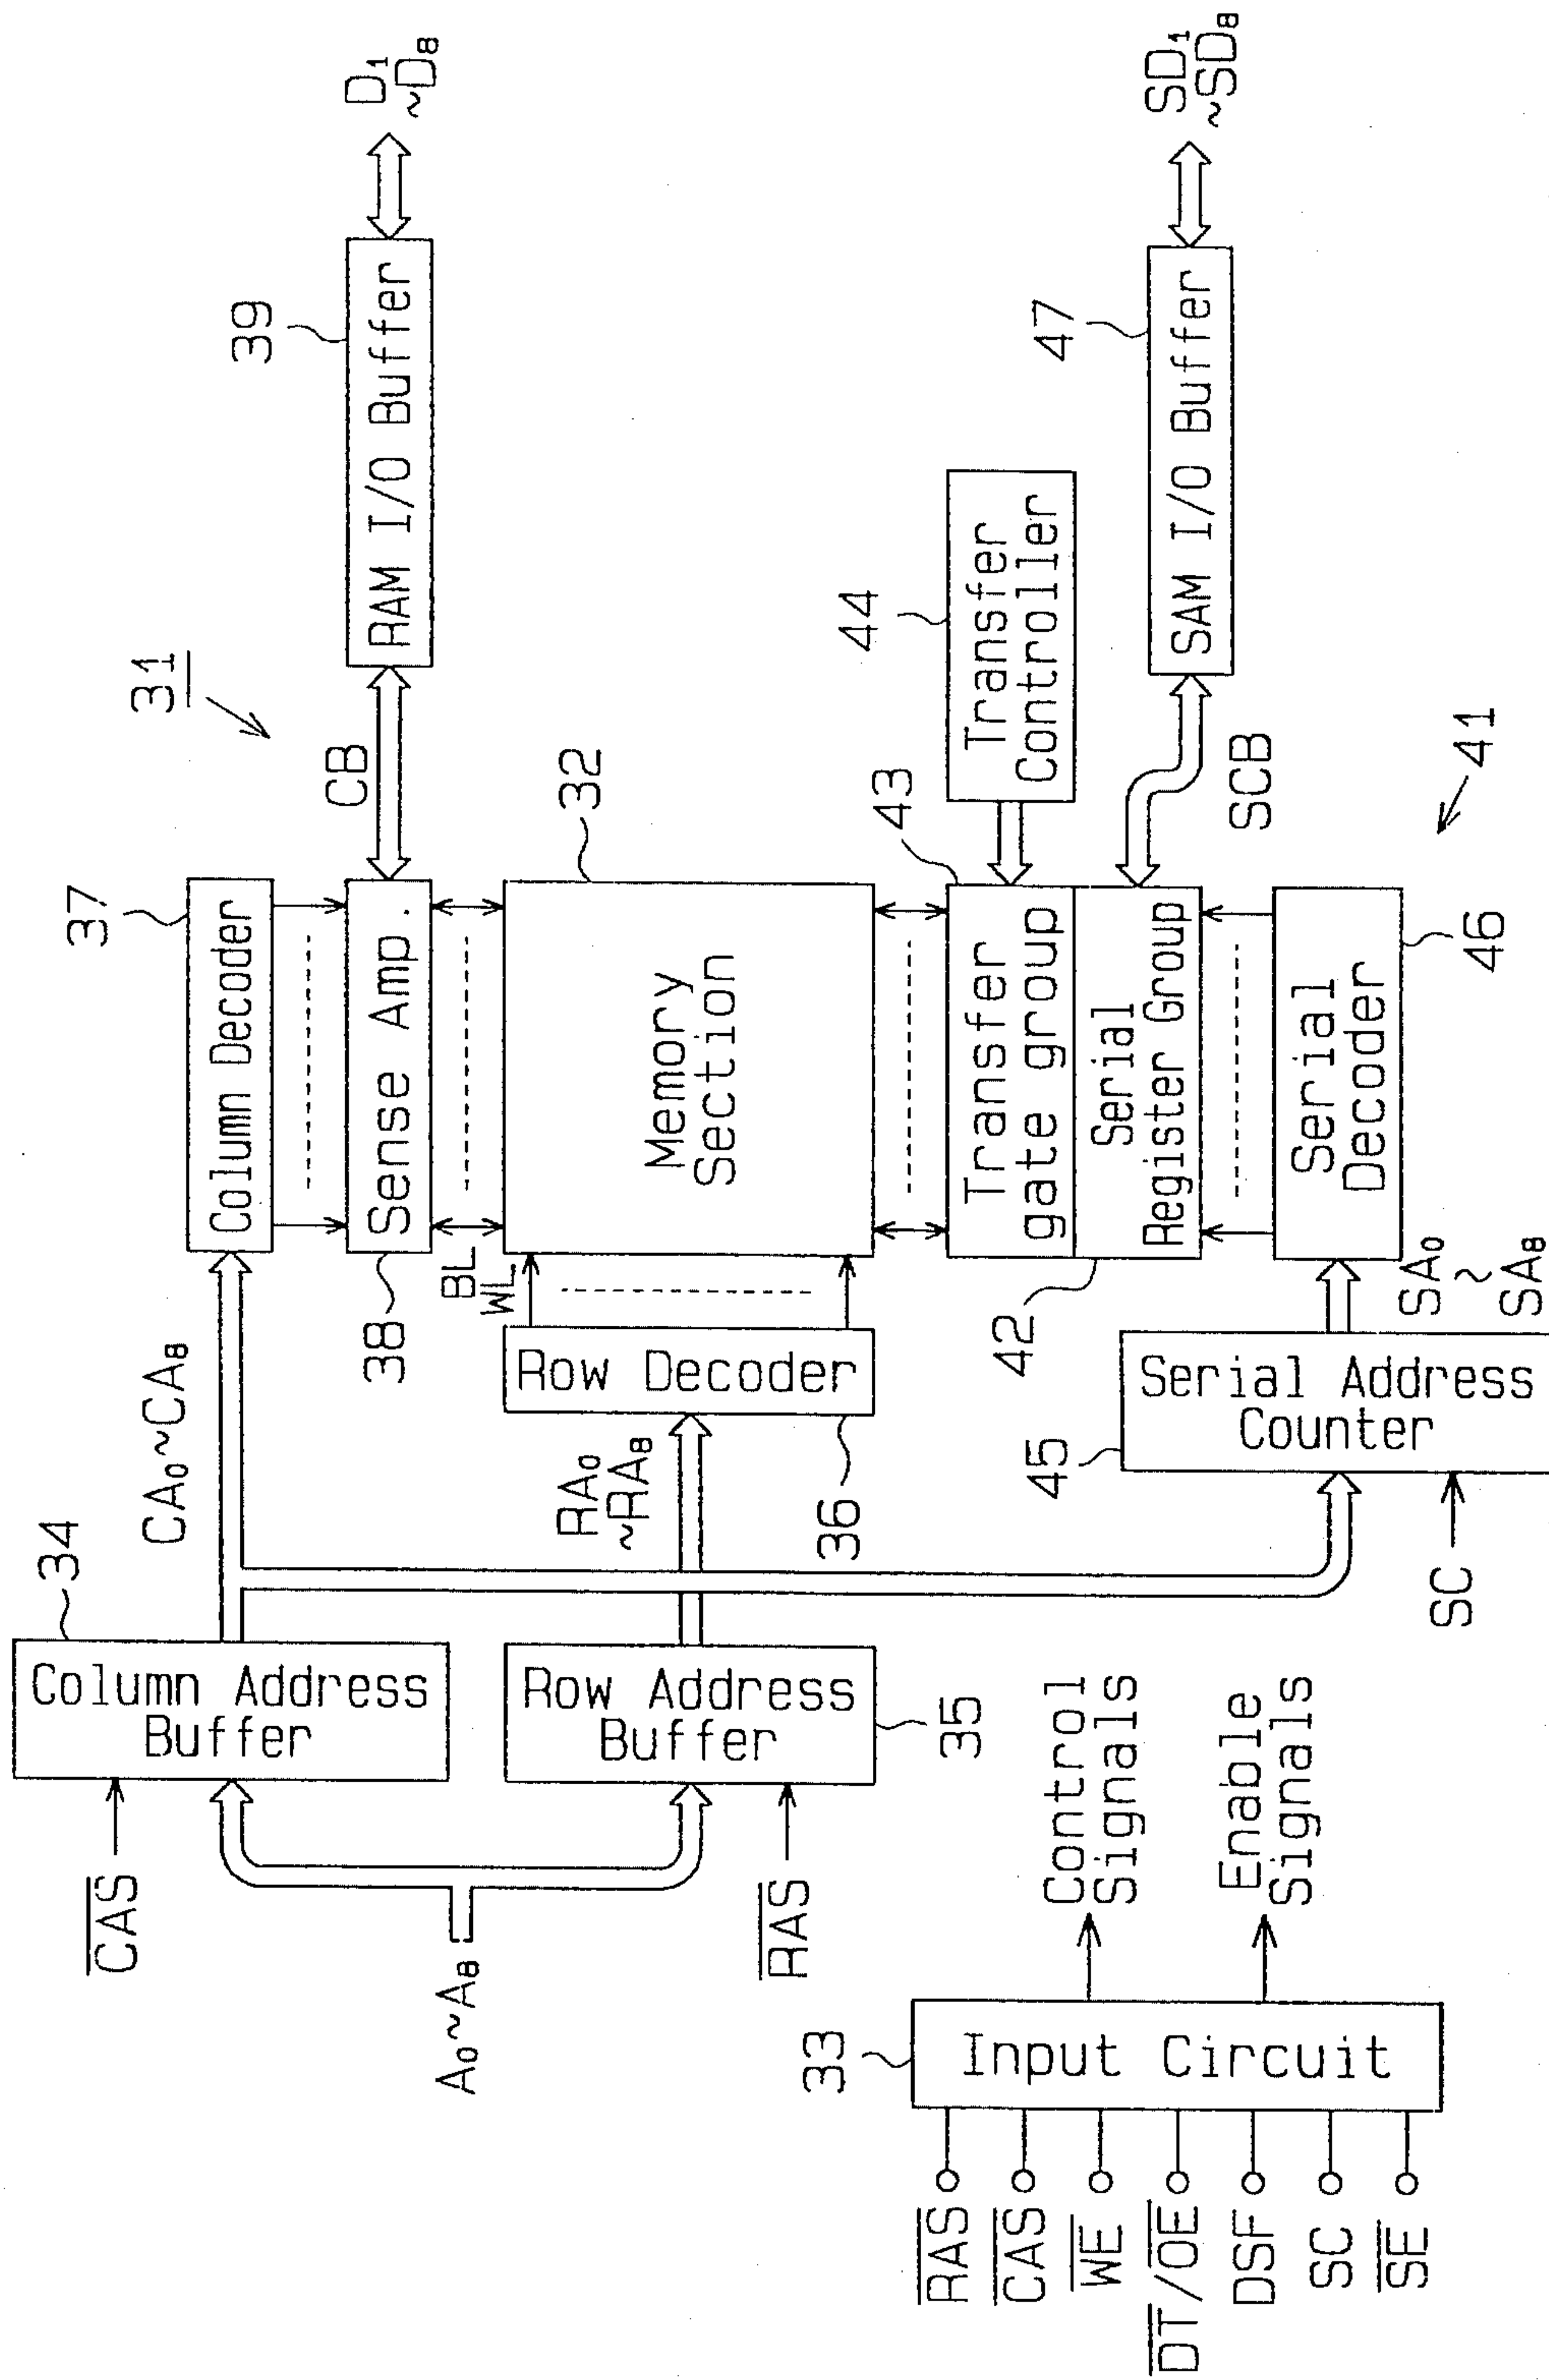 31
34
37
CAS
Column Address
Buffer
CA₀~CA₈
Column Decoder
A₀~A₈
38
Sense Amp.
CB
39
RAM I/O Buffer
D₁
~D₈
BL
WL
RAS
Row Address
Buffer
35
RA₀
~RA₈
Row Decoder
36
Memory
Section
32
33
RAS
CAS
WE
DT/OE
DSF
SC
SE
Input Circuit
Control
Signals
Enable
Signals
42
Transfer
gate group
43
Transfer
Controller
44
Serial
Register Group
SCB
47
SAM I/O Buffer
SD₁
~SD₈
45
Serial Address
Counter
SC
SA₀
~
SA₈
Serial
Decoder
46
41